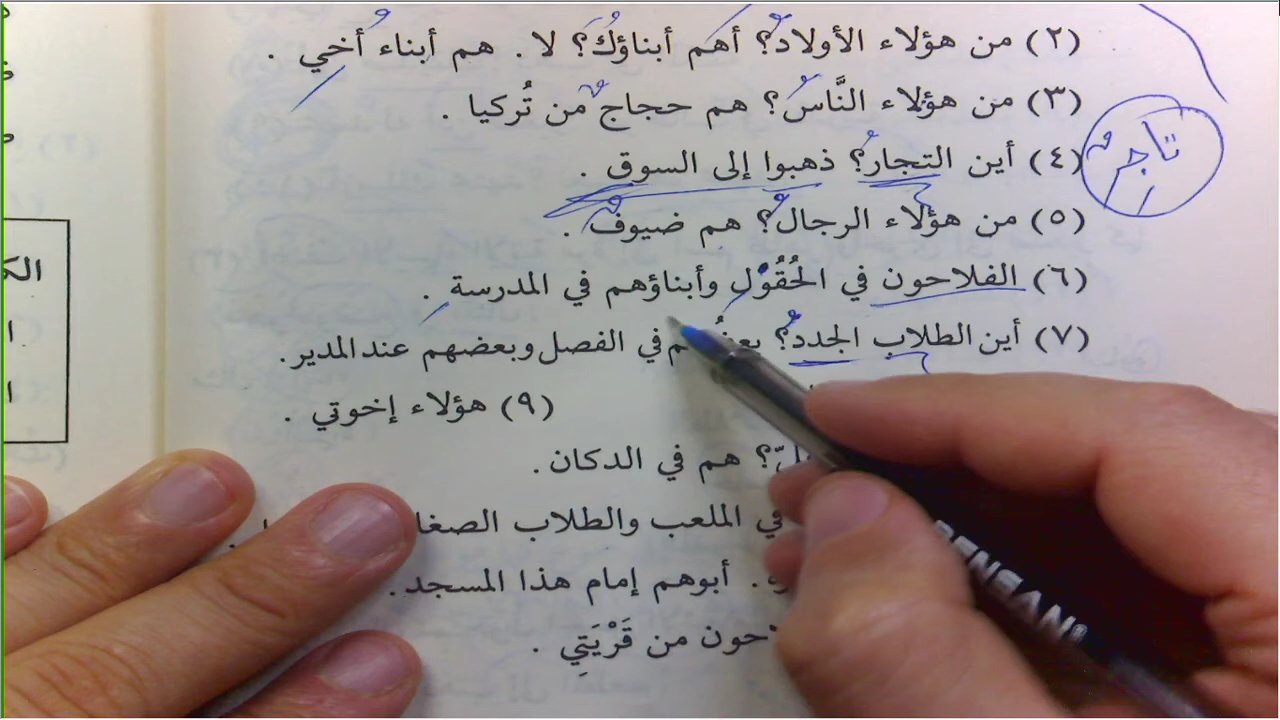 (٢) من هؤلاء الأولادُ؟ أهم أبناؤُكَ؟ لا . هم أبناءُ أخي .
(٣) من هؤلاء النَّاسُ؟ هم حجاجٌ من تُركيا .
(٤) أين التجارُ؟ ذهبوا إلى السوق .
تاجرٌ
(٥) من هؤلاء الرجالُ؟ هم ضيوفٌ .
(٦) الفلاحون في الحُقُوْلِ وأبناؤهم في المدرسة .
(٧) أين الطلاب الجددُ؟ في الفصل وبعضهم عند المدير .
(٩) هؤلاء إخوتي .
؟ هم في الدكان .
في الملعب والطلاب
. أبوهم إمام هذا المسجد .
من قَرْيَتِي .